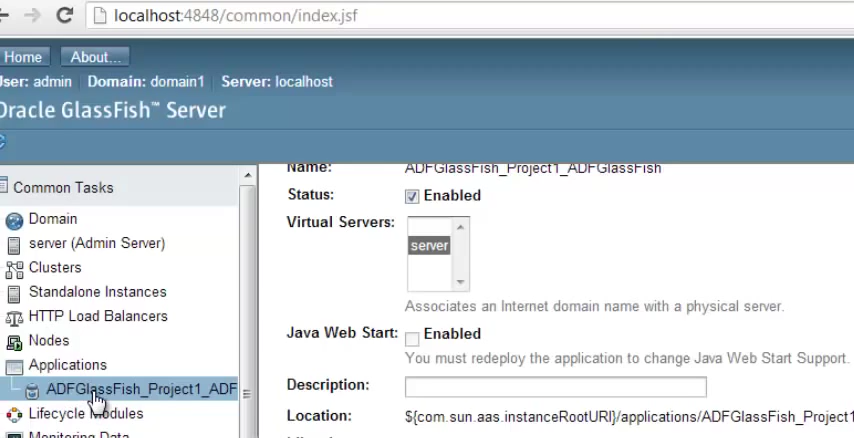 localhost:4848/common/index.jsf
Home About...
User: admin Domain: domain1 Server: localhost
Oracle GlassFish™ Server
Common Tasks
Domain
server (Admin Server)
Clusters
Standalone Instances
HTTP Load Balancers
Nodes
Applications
ADFGlassFish_Project1_ADF
Lifecycle Modules
Monitoring Data
Name: ADFGlassFish_Project1_ADFGlassFish
Status: Enabled
Virtual Servers:
server
Associates an Internet domain name with a physical server.
Java Web Start: Enabled
You must redeploy the application to change Java Web Start Support.
Description:
Location: ${com.sun.aas.instanceRootURI}/applications/ADFGlassFish_Project1